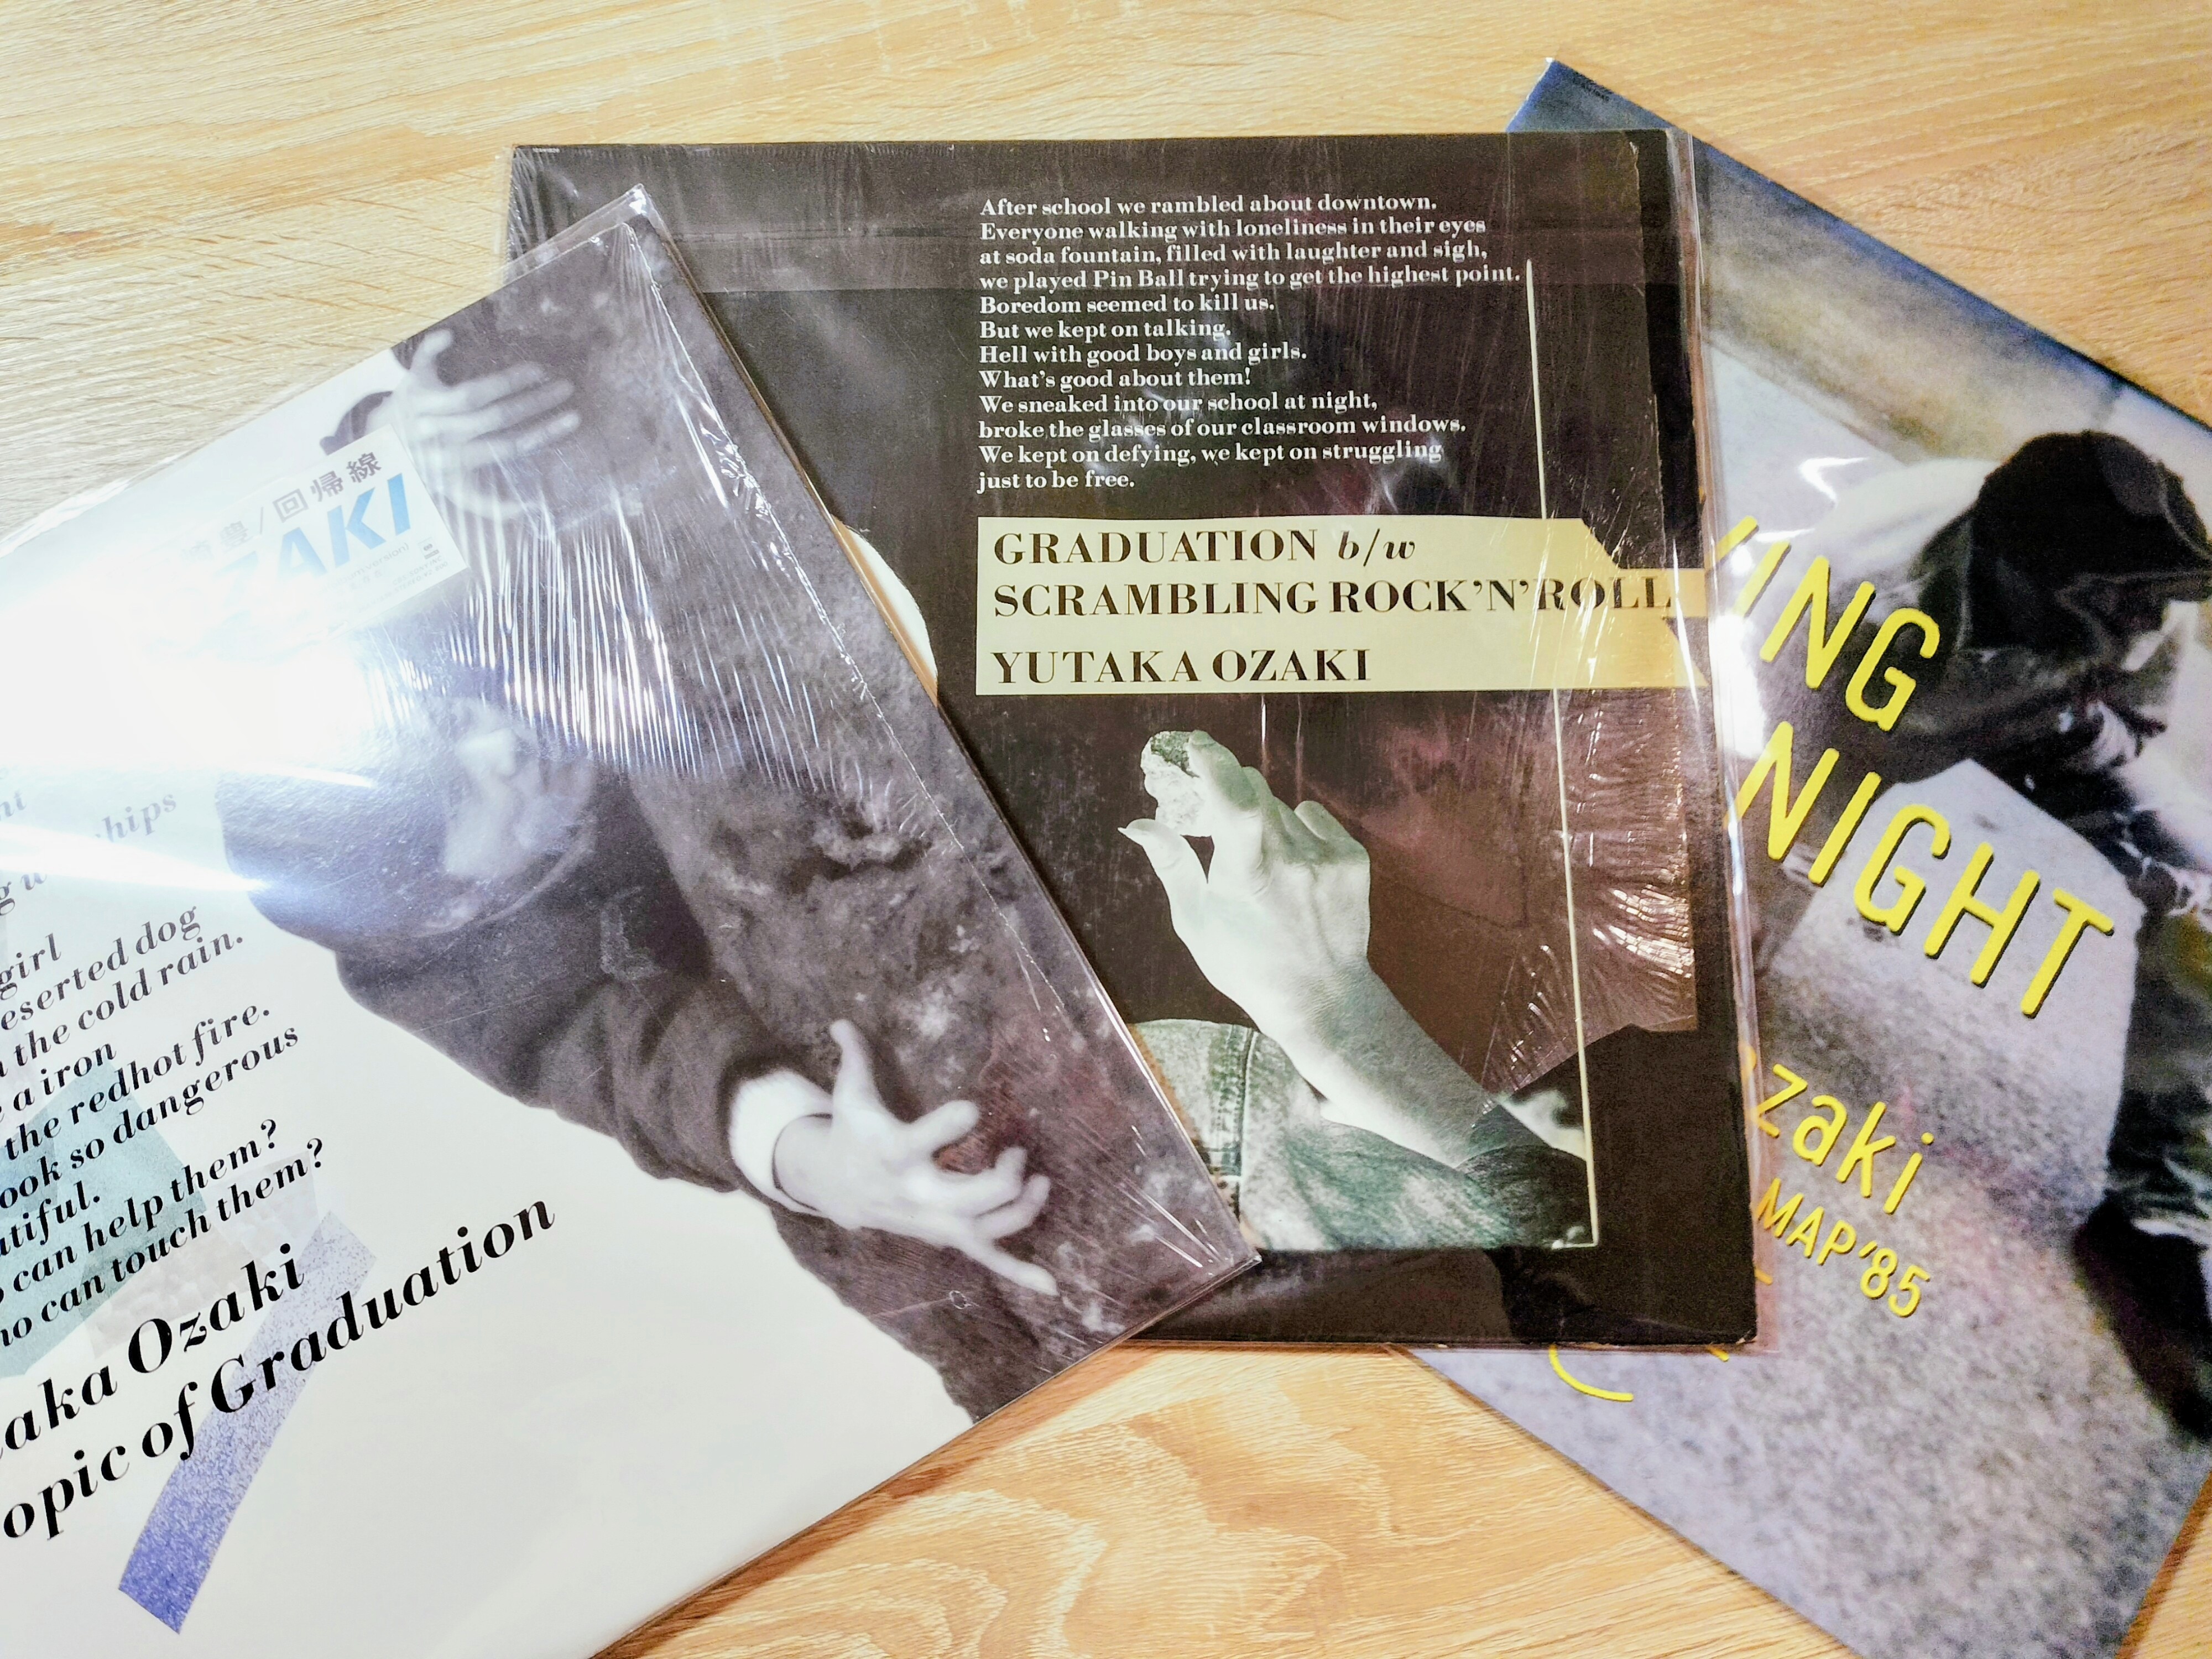 豊/回帰線
ZAKI
hips
girl
eserted dog
the cold rain.
a iron
the redhot fire.
ook so dangerous
can help them?
can touch them?
aka Ozaki
opic of Graduation
After school we rambled about downtown.
Everyone walking with loneliness in their eyes
at soda fountain, filled with laughter and sigh,
we played Pin Ball trying to get the highest point.
Boredom seemed to kill us.
But we kept on talking.
Hell with good boys and girls.
What's good about them!
We sneaked into our school at night,
broke the glasses of our classroom windows.
We kept on defying, we kept on struggling
just to be free.
GRADUATION b/w
SCRAMBLING ROCK'N'ROLL
YUTAKA OZAKI
ING
NIGHT
zaki
MAP'85